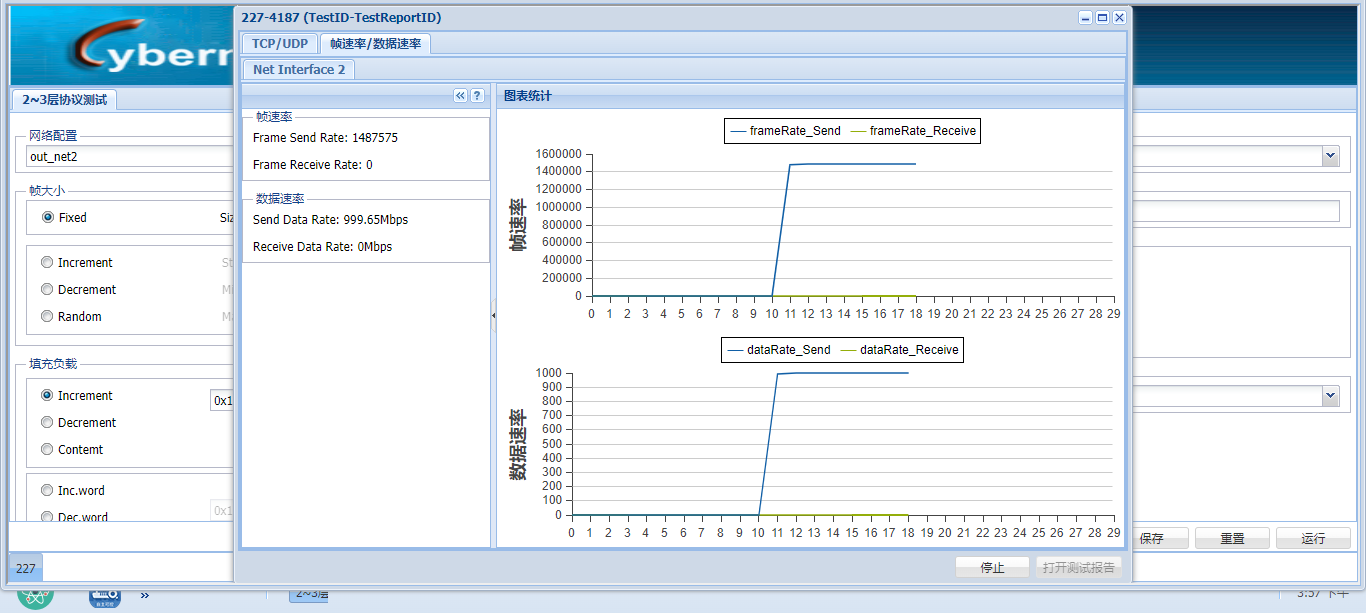 227-4187 (TestID-TestReportID)
Cybern
TCP/UDP 帧速率/数据速率
Net Interface 2
2~3层协议测试
图表统计
网络配置
out_net2
帧大小
Fixed
Increment
Decrement
Random
填充负载
Increment
0x1
Decrement
Contemt
Inc.word
0x1
Dec.word
帧速率
Frame Send Rate: 1487575
Frame Receive Rate: 0
数据速率
Send Data Rate: 999.65Mbps
Receive Data Rate: 0Mbps
frameRate_Send frameRate_Receive
帧速率
1600000
1400000
1200000
1000000
800000
600000
400000
200000
0
0 1 2 3 4 5 6 7 8 9 10 11 12 13 14 15 16 17 18 19 20 21 22 23 24 25 26 27 28 29
dataRate_Send dataRate_Receive
数据速率
1000
900
800
700
600
500
400
300
200
100
0
0 1 2 3 4 5 6 7 8 9 10 11 12 13 14 15 16 17 18 19 20 21 22 23 24 25 26 27 28 29
保存 重置 运行
停止 打开测试报告
227
2~3层
3:57 下午